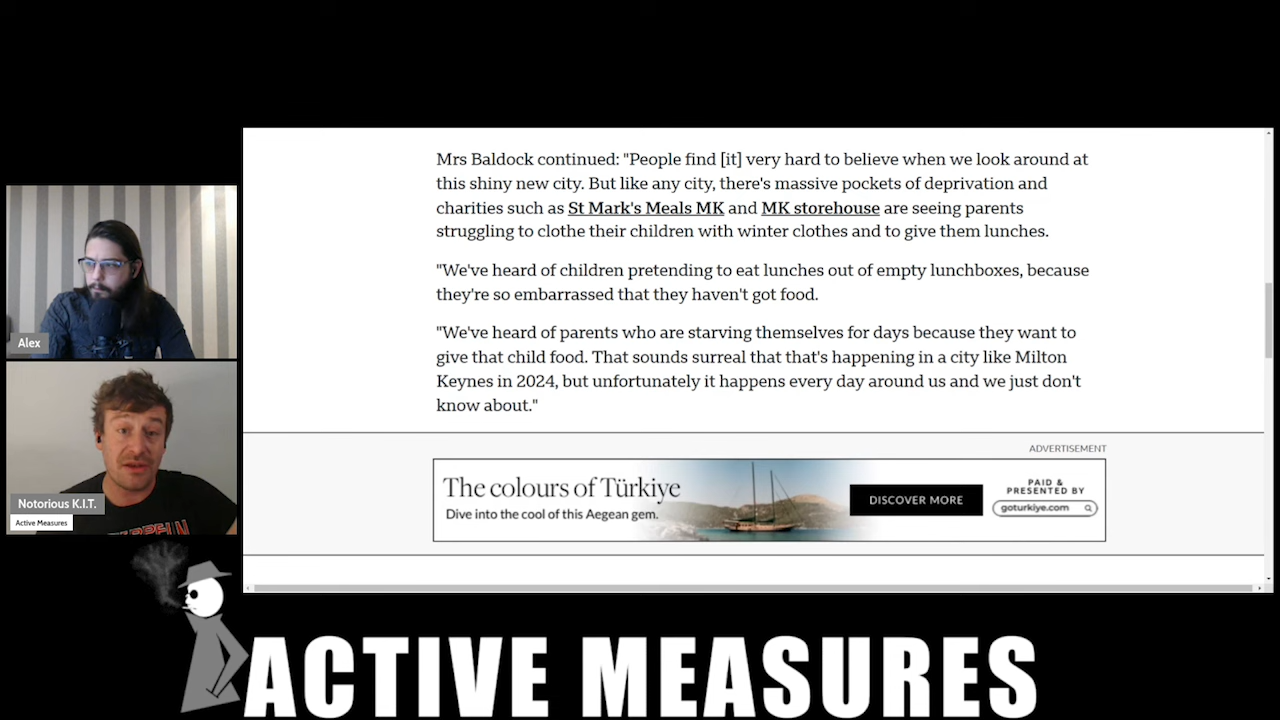 Mrs Baldock continued: "People find [it] very hard to believe when we look around at
this shiny new city. But like any city, there's massive pockets of deprivation and
charities such as St Mark's Meals MK and MK storehouse are seeing parents
struggling to clothe their children with winter clothes and to give them lunches.
"We've heard of children pretending to eat lunches out of empty lunchboxes, because
they're so embarrassed that they haven't got food.
"We've heard of parents who are starving themselves for days because they want to
give that child food. That sounds surreal that that's happening in a city like Milton
Keynes in 2024, but unfortunately it happens every day around us and we just don't
know about."
ADVERTISEMENT
The colours of Türkiye
Dive into the cool of this Aegean gem.
DISCOVER MORE
PAID &
PRESENTED BY
goturkiye.com
Alex
Notorious K.I.T.
Active Measures
ACTIVE MEASURES